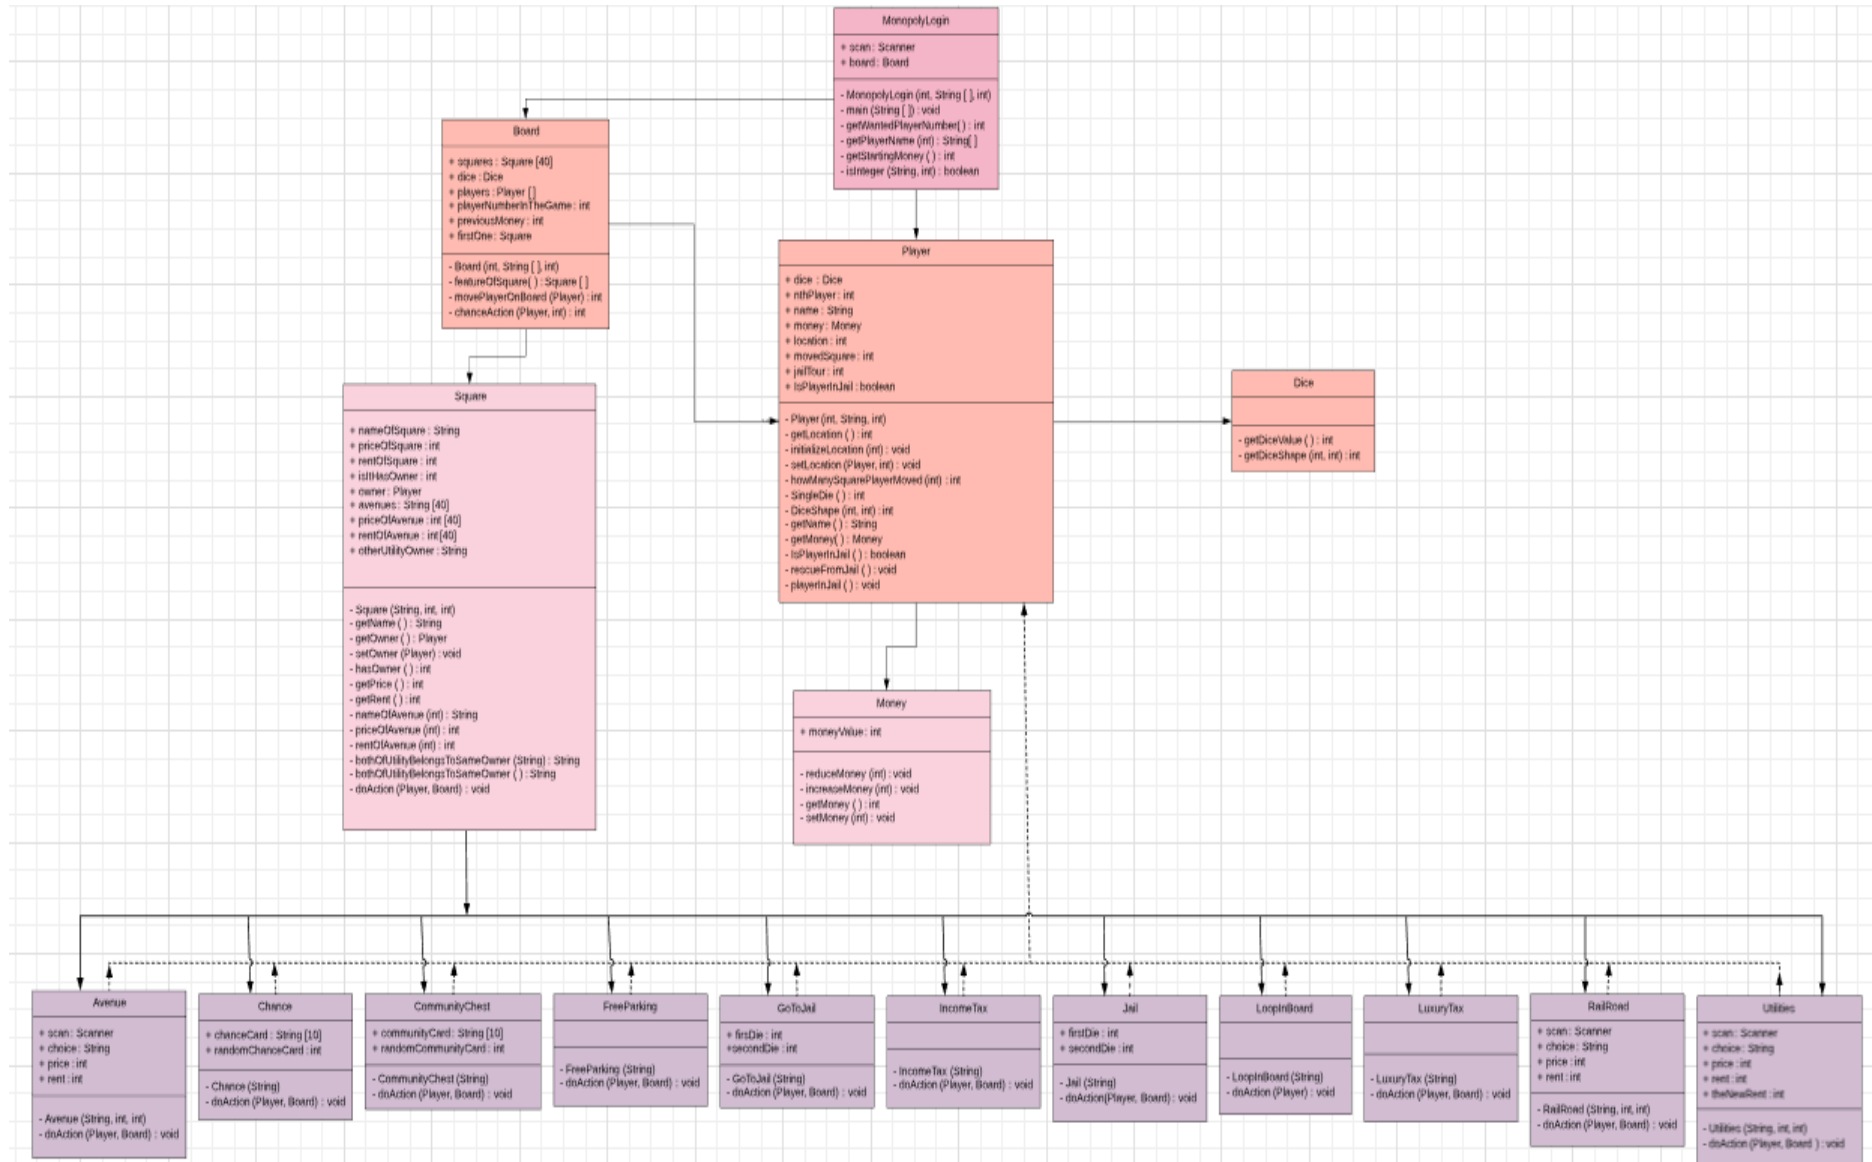 MonopolyLogin
+ scan : Scanner
+ board : Board
- MonopolyLogin (int, String [ ], int)
- main (String [ ]) : void
- getWantedPlayerNumber( ) : int
- getPlayerName (int) : String[ ]
- getStartingMoney ( ) : int
- isInteger (String, int) : boolean
Board
+ squares : Square [40]
+ dice : Dice
+ players : Player [ ]
+ playerNumberInTheGame : int
+ previousMoney : int
+ firstOne : Square
- Board (int, String [ ], int)
- featureOfSquare( ) : Square [ ]
- movePlayerOnBoard (Player) : int
- chanceAction (Player, int) : int
Player
+ dice : Dice
+ nthPlayer : int
+ name : String
+ money : Money
+ location : int
+ movedSquare : int
+ jailTour : int
+ IsPlayerInJail : boolean
- Player (int, String, int)
- getLocation ( ) : int
- initializeLocation (int) : void
- setLocation (Player, int) : void
- howManySquarePlayerMoved (int) : int
- SingleDie ( ) : int
- DiceShape (int, int) : int
- getName ( ) : String
- getMoney( ) : Money
- IsPlayerInJail ( ) : boolean
- rescueFromJail ( ) : void
- playerInJail ( ) : void
Dice
- getDiceValue ( ) : int
- getDiceShape (int, int) : int
Square
+ nameOfSquare : String
+ priceOfSquare : int
+ rentOfSquare : int
+ isItHasOwner : int
+ owner : Player
+ avenues : String [40]
+ priceOfAvenue : int [40]
+ rentOfAvenue : int [40]
+ otherUtilityOwner : String
- Square (String, int, int)
- getName ( ) : String
- getOwner ( ) : Player
- setOwner (Player) : void
- hasOwner ( ) : int
- getPrice ( ) : int
- getRent ( ) : int
- nameOfAvenue (int) : String
- priceOfAvenue (int) : int
- rentOfAvenue (int) : int
- bothOfUtilityBelongsToSameOwner (String) : String
- bothOfUtilityBelongsToSameOwner ( ) : String
- doAction (Player, Board) : void
Money
+ moneyValue : int
- reduceMoney (int) : void
- increaseMoney (int) : void
- getMoney ( ) : int
- setMoney (int) : void
Avenue
+ scan : Scanner
+ choice : String
+ price : int
+ rent : int
- Avenue (String, int, int)
- doAction (Player, Board) : void
Chance
+ chanceCard : String [10]
+ randomChanceCard : int
- Chance (String)
- doAction (Player, Board) : void
CommunityChest
+ communityCard : String [10]
+ randomCommunityCard : int
- CommunityChest (String)
- doAction (Player, Board) : void
FreeParking
- FreeParking (String)
- doAction (Player, Board) : void
GoToJail
+ firsDie : int
+secondDie : int
- GoToJail (String)
- doAction (Player, Board) : void
IncomeTax
- IncomeTax (String)
- doAction (Player, Board) : void
Jail
+ firstDie : int
+ secondDie : int
- Jail (String)
- doAction(Player, Board) : void
LoopInBoard
- LoopInBoard (String)
- doAction (Player) : void
LuxuryTax
- LuxuryTax (String)
- doAction (Player, Board) : void
RailRoad
+ scan : Scanner
+ choice : String
+ price : int
+ rent : int
- RailRoad (String, int, int)
- doAction (Player, Board) : void
Utilities
+ scan : Scanner
+ choice : String
+ price : int
+ rent : int
+ theNewRent : int
- Utilities (String, int, int)
- doAction (Player, Board ) : void